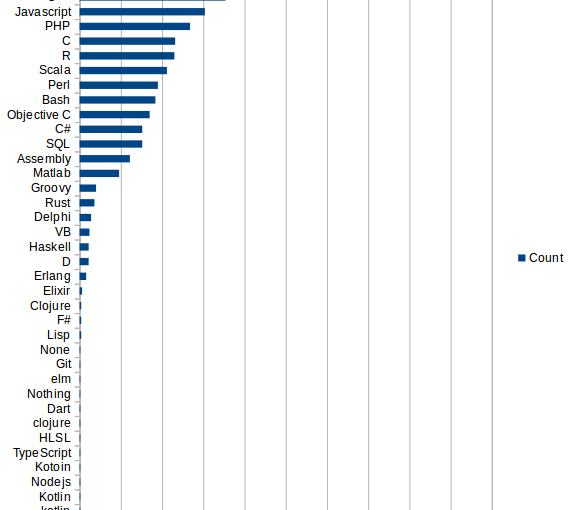 Javascript
PHP
C
R
Scala
Perl
Bash
Objective C
C#
SQL
Assembly
Matlab
Groovy
Rust
Delphi
VB
Haskell
D
Erlang
Elixir
Clojure
F#
Lisp
None
Git
elm
Nothing
Dart
clojure
HLSL
TypeScript
Kotoin
Nodejs
Kotlin
kotlin
Count